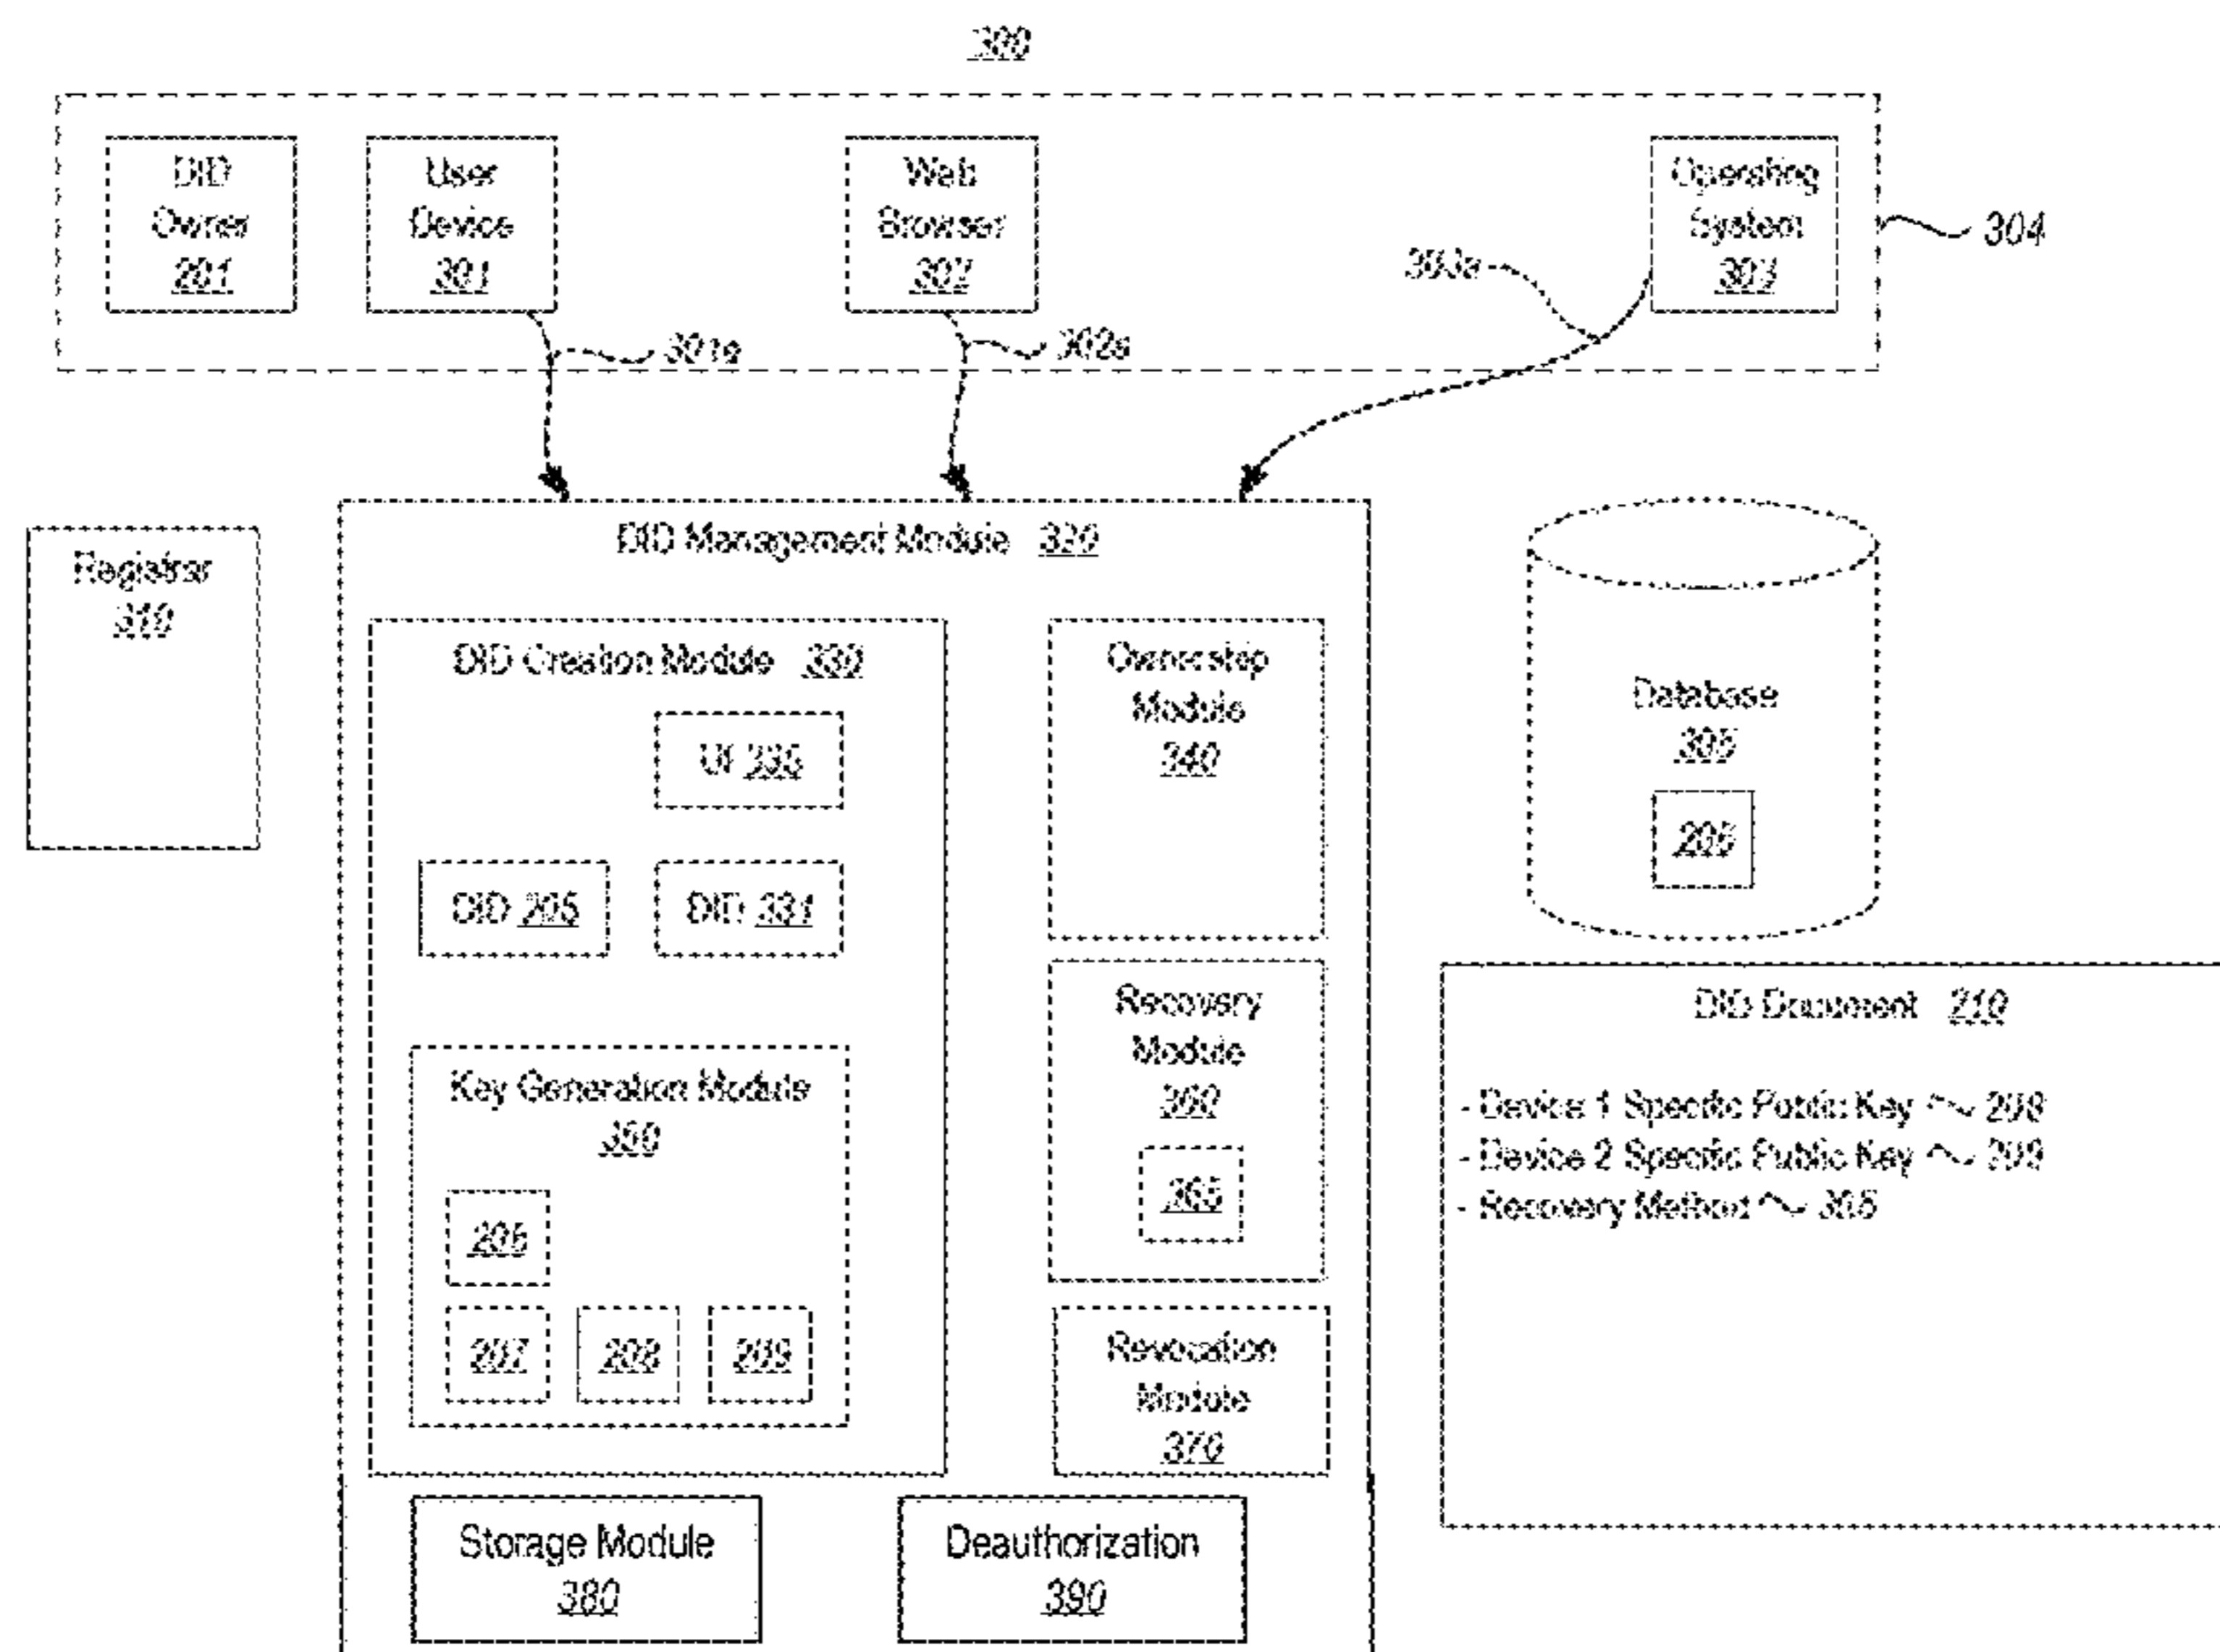 300
DID
Owner
201
User
Device
301
Web
Browser
302
Operating
System
303
304
301a
302a
303a
Registrar
310
DID Management Module 320
DID Creation Module 330
UI 335
DID 205
DID 331
Key Generation Module
350
206
207
208
209
Ownership
Module
340
Recovery
Module
360
365
Revocation
Module
370
Storage Module
380
Deauthorization
390
Database
305
DID Document 210
- Device 1 Specific Public Key 208
- Device 2 Specific Public Key 209
- Recovery Method